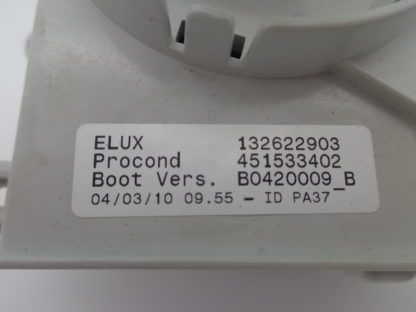 ELUX 132622903
Procond 451533402
Boot Vers. B0420009_B
04/03/10 09.55 - ID PA37